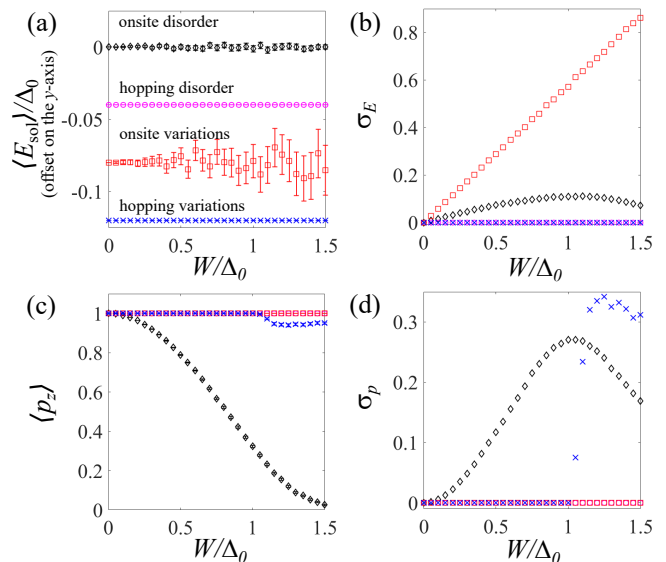 (a)
onsite disorder
0
hopping disorder
-0.05
onsite variations
-0.1
hopping variations
⟨E_sol⟩/Δ_0
(offset on the y-axis)
0 0.5 1 1.5
W/Δ_0
(b)
0.8
0.6
0.4
0.2
0
σ_E
0 0.5 1 1.5
W/Δ_0
(c)
1
0.8
0.6
0.4
0.2
0
⟨p_z⟩
0 0.5 1 1.5
W/Δ_0
(d)
0.3
0.2
0.1
0
σ_p
0 0.5 1 1.5
W/Δ_0